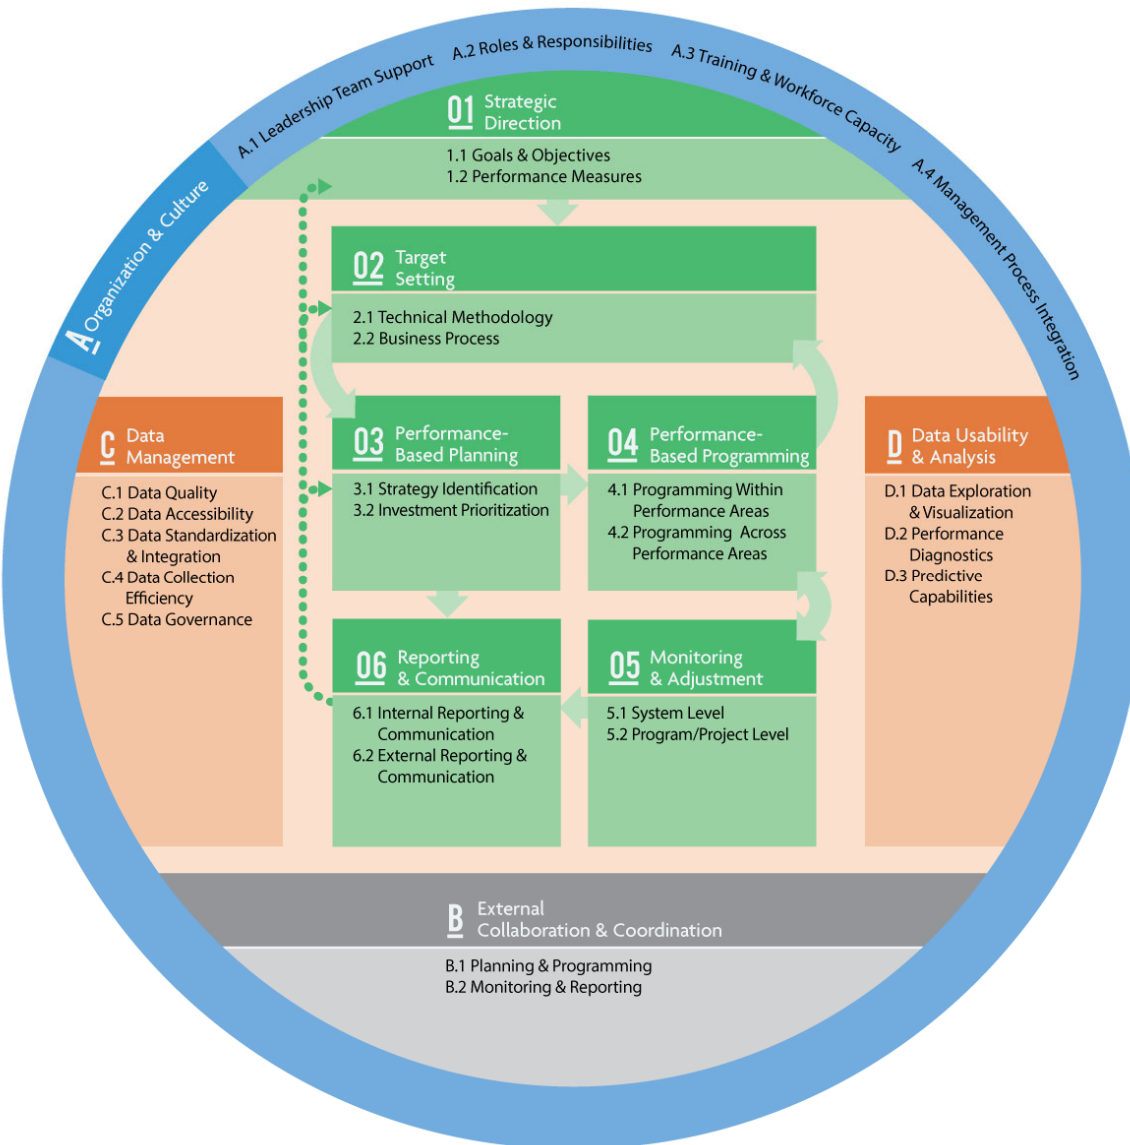 A.1 Leadership Team Support
A.2 Roles & Responsibilities
A.3 Training & Workforce Capacity
A.4 Management Process Integration
A Organization & Culture
01 Strategic
Direction
1.1 Goals & Objectives
1.2 Performance Measures
02 Target
Setting
2.1 Technical Methodology
2.2 Business Process
C Data
Management
C.1 Data Quality
C.2 Data Accessibility
C.3 Data Standardization
& Integration
C.4 Data Collection
Efficiency
C.5 Data Governance
03 Performance-
Based Planning
3.1 Strategy Identification
3.2 Investment Prioritization
04 Performance-
Based Programming
4.1 Programming Within
Performance Areas
4.2 Programming Across
Performance Areas
D Data Usability
& Analysis
D.1 Data Exploration
& Visualization
D.2 Performance
Diagnostics
D.3 Predictive
Capabilities
06 Reporting
& Communication
6.1 Internal Reporting &
Communication
6.2 External Reporting &
Communication
05 Monitoring
& Adjustment
5.1 System Level
5.2 Program/Project Level
B External
Collaboration & Coordination
B.1 Planning & Programming
B.2 Monitoring & Reporting